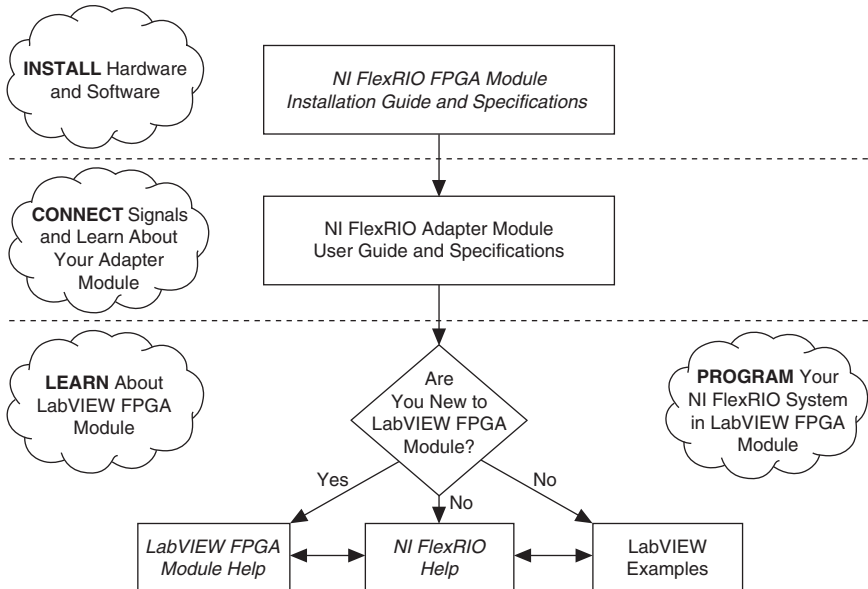 INSTALL Hardware
and Software
NI FlexRIO FPGA Module
Installation Guide and Specifications
CONNECT Signals
and Learn About
Your Adapter
Module
NI FlexRIO Adapter Module
User Guide and Specifications
LEARN About
LabVIEW FPGA
Module
Are
You New to
LabVIEW FPGA
Module?
PROGRAM Your
NI FlexRIO System
in LabVIEW FPGA
Module
Yes
No
No
LabVIEW FPGA
Module Help
NI FlexRIO
Help
LabVIEW
Examples